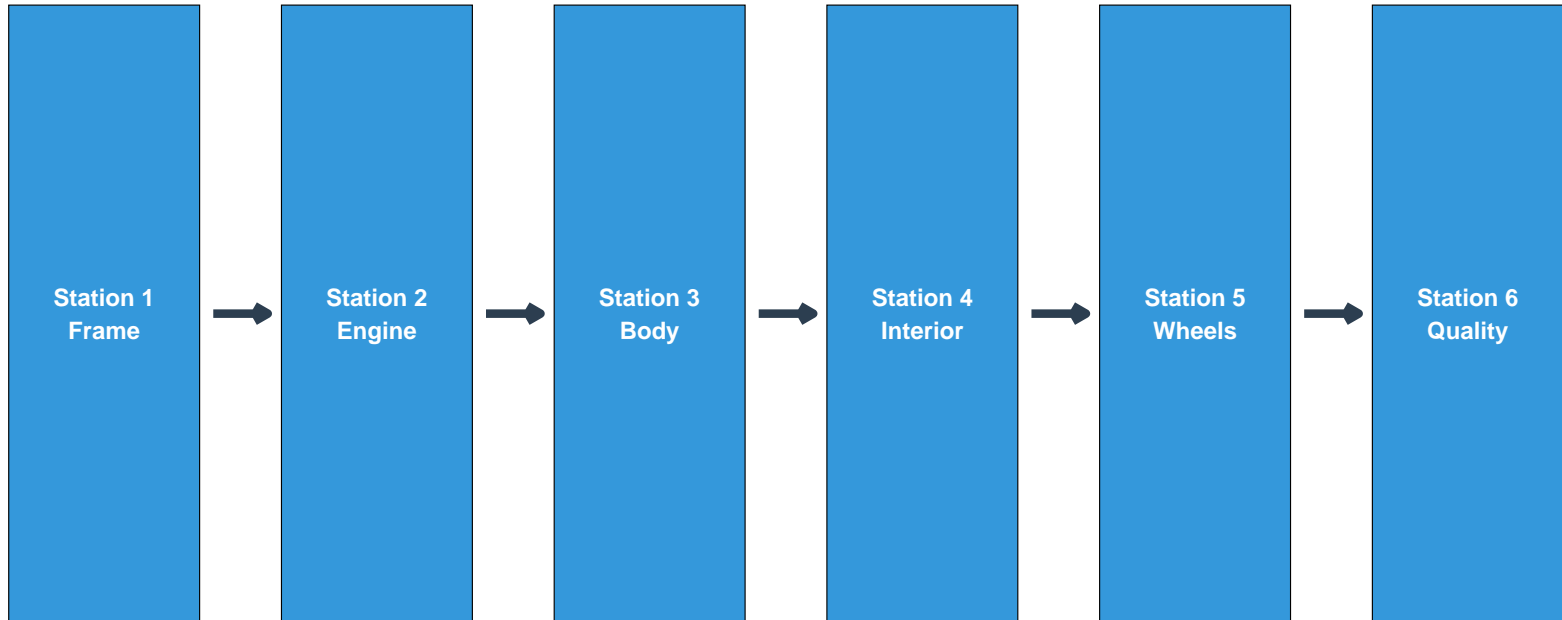 Station 1
Frame
Station 2
Engine
Station 3
Body
Station 4
Interior
Station 5
Wheels
Station 6
Quality